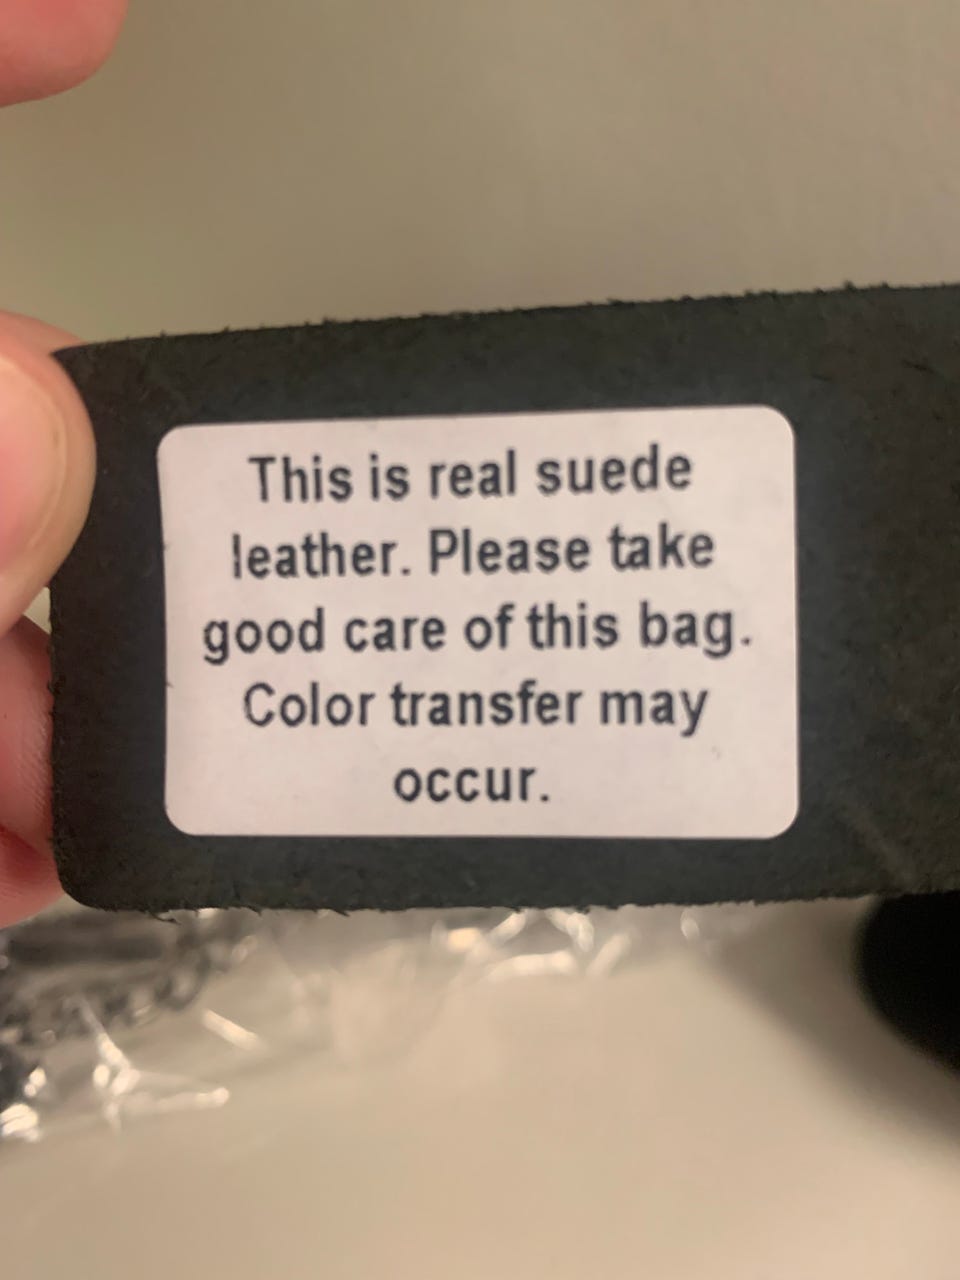 This is real suede
leather. Please take
good care of this bag.
Color transfer may
occur.